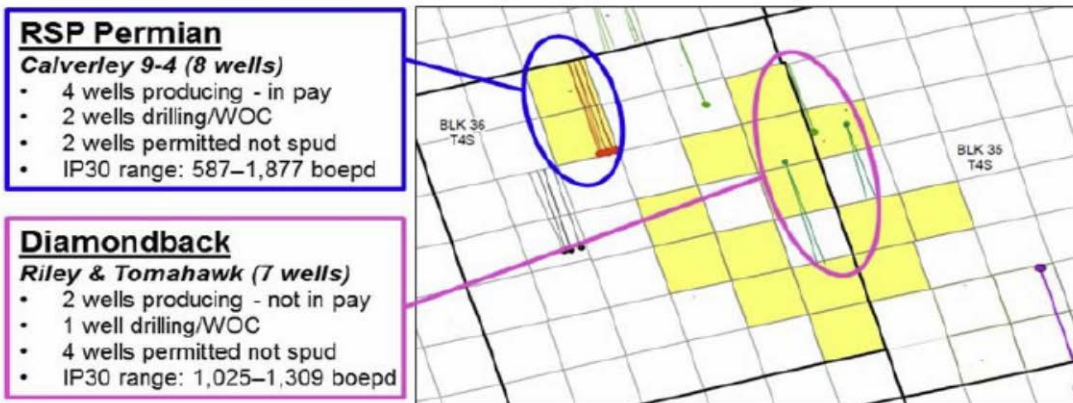 RSP Permian
Calverley 9-4 (8 wells)
• 4 wells producing - in pay
• 2 wells drilling/WOC
• 2 wells permitted not spud
• IP30 range: 587–1,877 boepd
Diamondback
Riley & Tomahawk (7 wells)
• 2 wells producing - not in pay
• 1 well drilling/WOC
• 4 wells permitted not spud
• IP30 range: 1,025–1,309 boepd
BLK 36
T4S
BLK 35
T4S